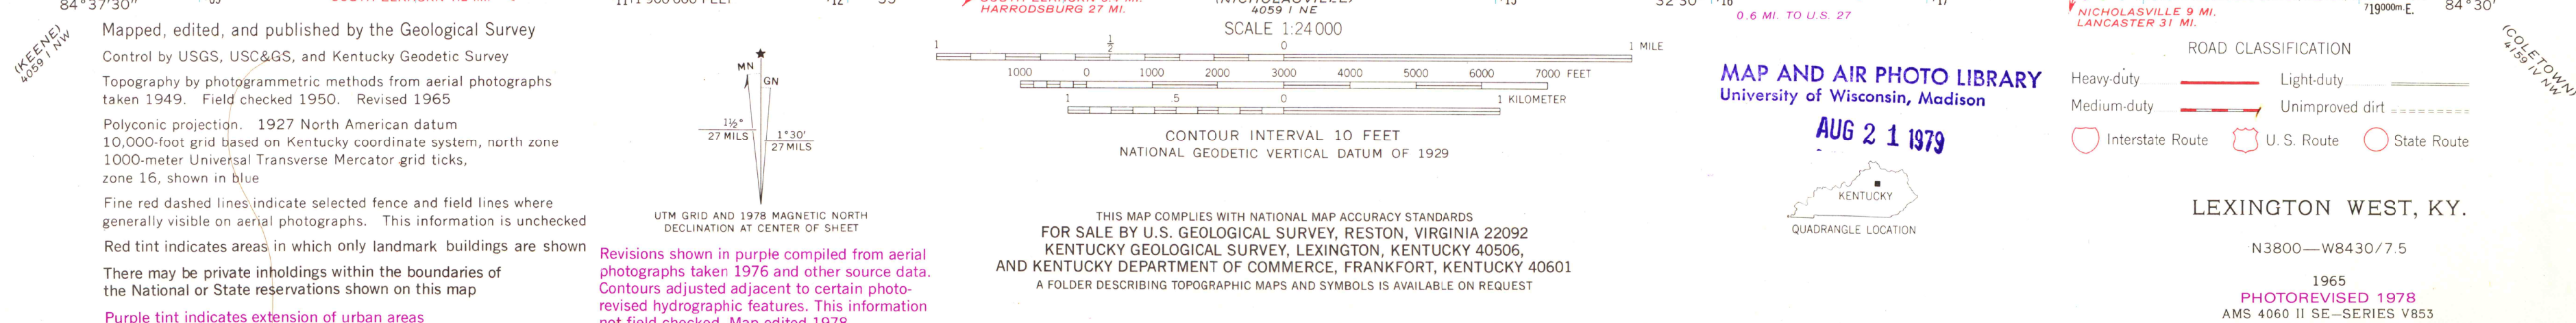 84°37'30"
(KEENE)
4059 I NW
Mapped, edited, and published by the Geological Survey
Control by USGS, USC&GS, and Kentucky Geodetic Survey
Topography by photogrammetric methods from aerial photographs
taken 1949. Field checked 1950. Revised 1965
Polyconic projection. 1927 North American datum
10,000-foot grid based on Kentucky coordinate system, north zone
1000-meter Universal Transverse Mercator grid ticks,
zone 16, shown in blue
Fine red dashed lines indicate selected fence and field lines where
generally visible on aerial photographs. This information is unchecked
Red tint indicates areas in which only landmark buildings are shown
There may be private inholdings within the boundaries of
the National or State reservations shown on this map
Purple tint indicates extension of urban areas
MN
GN
1½°
27 MILS
1°30'
27 MILS
UTM GRID AND 1978 MAGNETIC NORTH
DECLINATION AT CENTER OF SHEET
Revisions shown in purple compiled from aerial
photographs taken 1976 and other source data.
Contours adjusted adjacent to certain photo-
revised hydrographic features. This information
not field checked. Map edited 1978
HARRODSBURG 27 MI.
(NICHOLASVILLE)
4059 I NE
SCALE 1:24 000
1 ½ 0 1 MILE
1000 0 1000 2000 3000 4000 5000 6000 7000 FEET
1 .5 0 1 KILOMETER
CONTOUR INTERVAL 10 FEET
NATIONAL GEODETIC VERTICAL DATUM OF 1929
THIS MAP COMPLIES WITH NATIONAL MAP ACCURACY STANDARDS
FOR SALE BY U.S. GEOLOGICAL SURVEY, RESTON, VIRGINIA 22092
KENTUCKY GEOLOGICAL SURVEY, LEXINGTON, KENTUCKY 40506,
AND KENTUCKY DEPARTMENT OF COMMERCE, FRANKFORT, KENTUCKY 40601
A FOLDER DESCRIBING TOPOGRAPHIC MAPS AND SYMBOLS IS AVAILABLE ON REQUEST
32'30"
0.6 MI. TO U.S. 27
MAP AND AIR PHOTO LIBRARY
University of Wisconsin, Madison
AUG 21 1979
KENTUCKY
QUADRANGLE LOCATION
NICHOLASVILLE 9 MI.
LANCASTER 31 MI.
719000m.E.
84°30'
(COLETOWN)
4159 IV NW
ROAD CLASSIFICATION
Heavy-duty Light-duty
Medium-duty Unimproved dirt
Interstate Route U. S. Route State Route
LEXINGTON WEST, KY.
N3800—W8430/7.5
1965
PHOTOREVISED 1978
AMS 4060 II SE—SERIES V853